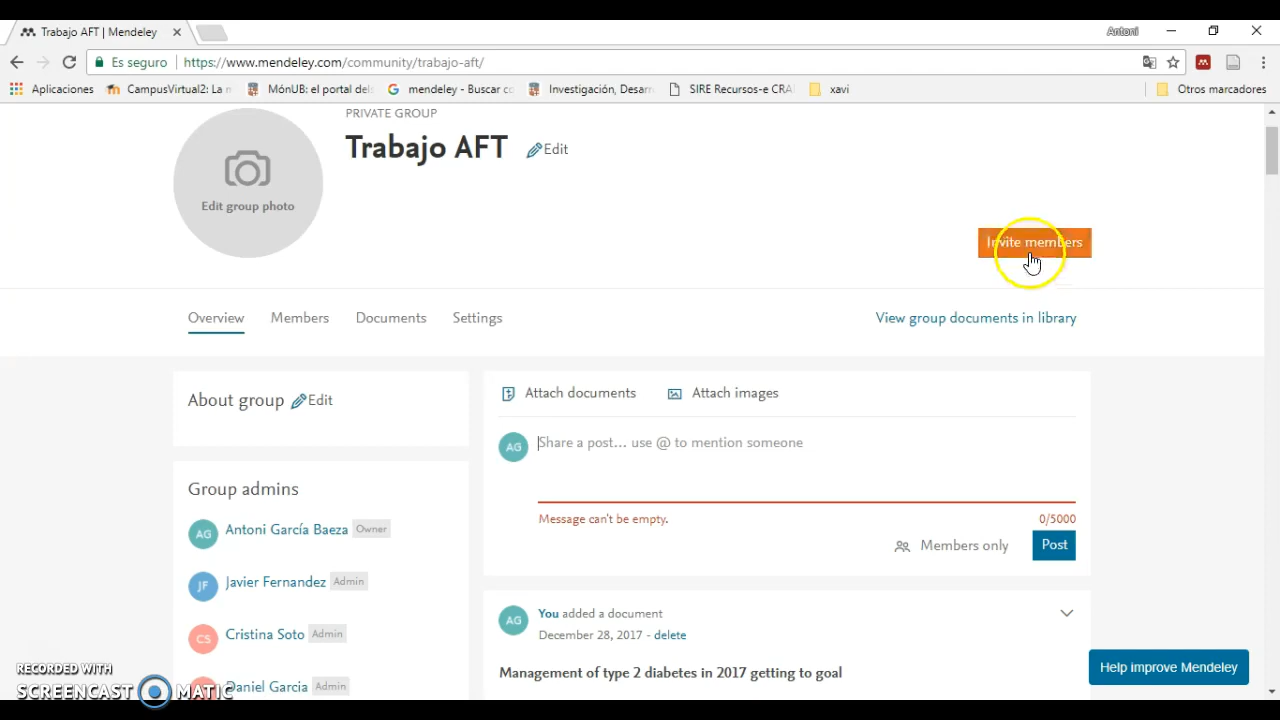 Trabajo AFT | Mendeley
Antoni
Es seguro
https://www.mendeley.com/community/trabajo-aft/
Aplicaciones
CampusVirtual2: La
MónUB: el portal de
mendeley - Buscar
Investigación, Desarr
SIRE Recursos-e CRA
xavi
Otros marcadores
PRIVATE GROUP
Trabajo AFT
Edit
Edit group photo
Invite members
Overview
Members
Documents
Settings
View group documents in library
About group
Edit
Attach documents
Attach images
AG
Share a post... use @ to mention someone
Message can't be empty.
0/5000
Members only
Post
Group admins
AG
Antoni García Baeza
Owner
JF
Javier Fernandez
Admin
CS
Cristina Soto
Admin
Daniel Garcia
Admin
AG
You added a document
December 28, 2017 - delete
Management of type 2 diabetes in 2017 getting to goal
Help improve Mendeley
RECORDED WITH
SCREENCAST MATIC